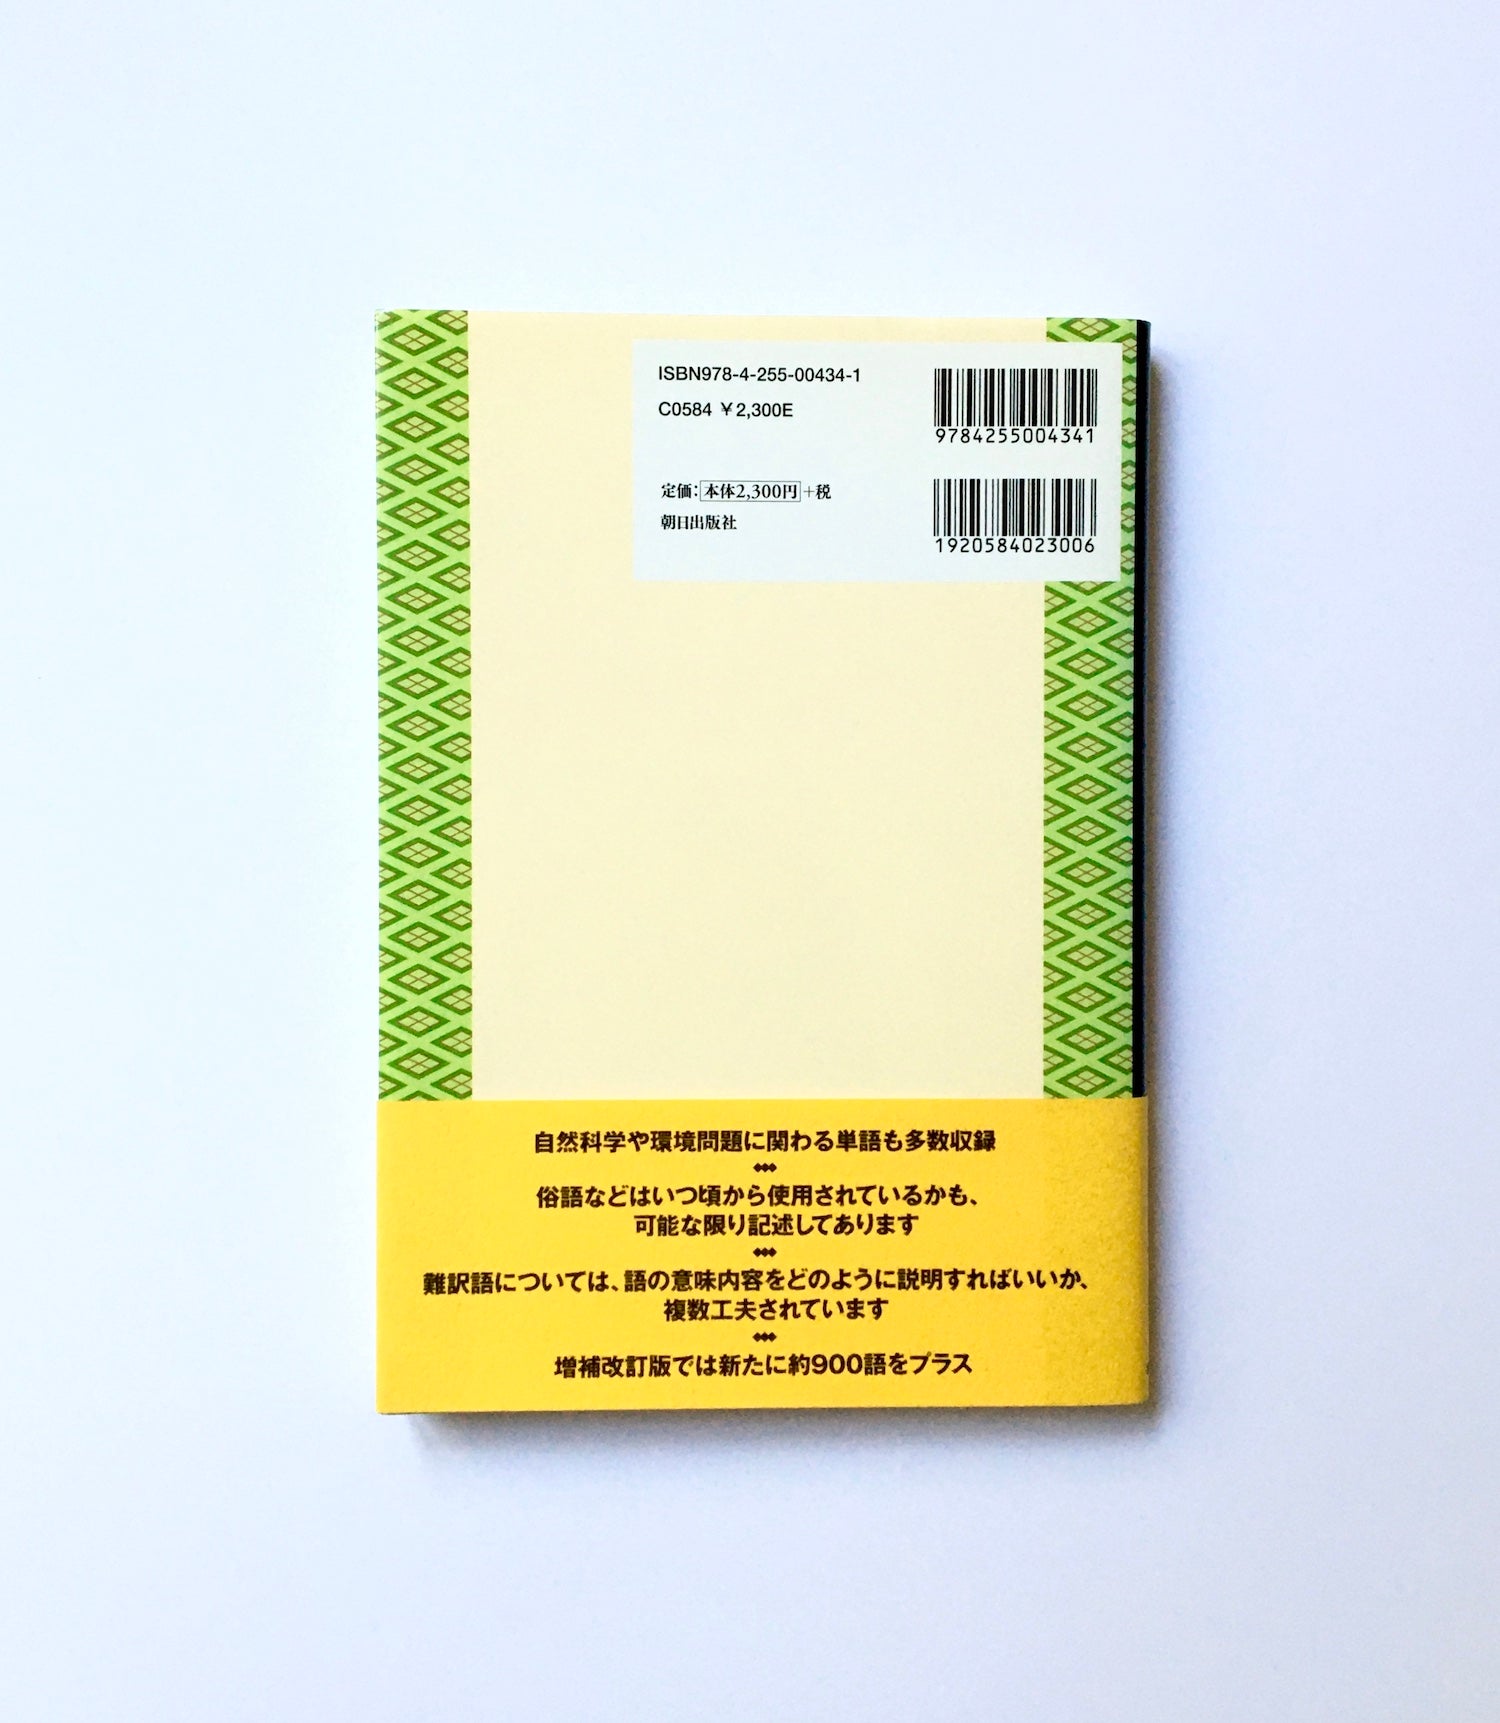 ISBN978-4-255-00434-1
C0584 ￥2,300E
9784255004341
定価：本体2,300円+税
朝日出版社
1920584023006
自然科学や環境問題に関わる単語も多数収録
俗語などはいつ頃から使用されているかも、
可能な限り記述してあります
難訳語については、語の意味内容をどのように説明すればいいか、
複数工夫されています
増補改訂版では新たに約900語をプラス